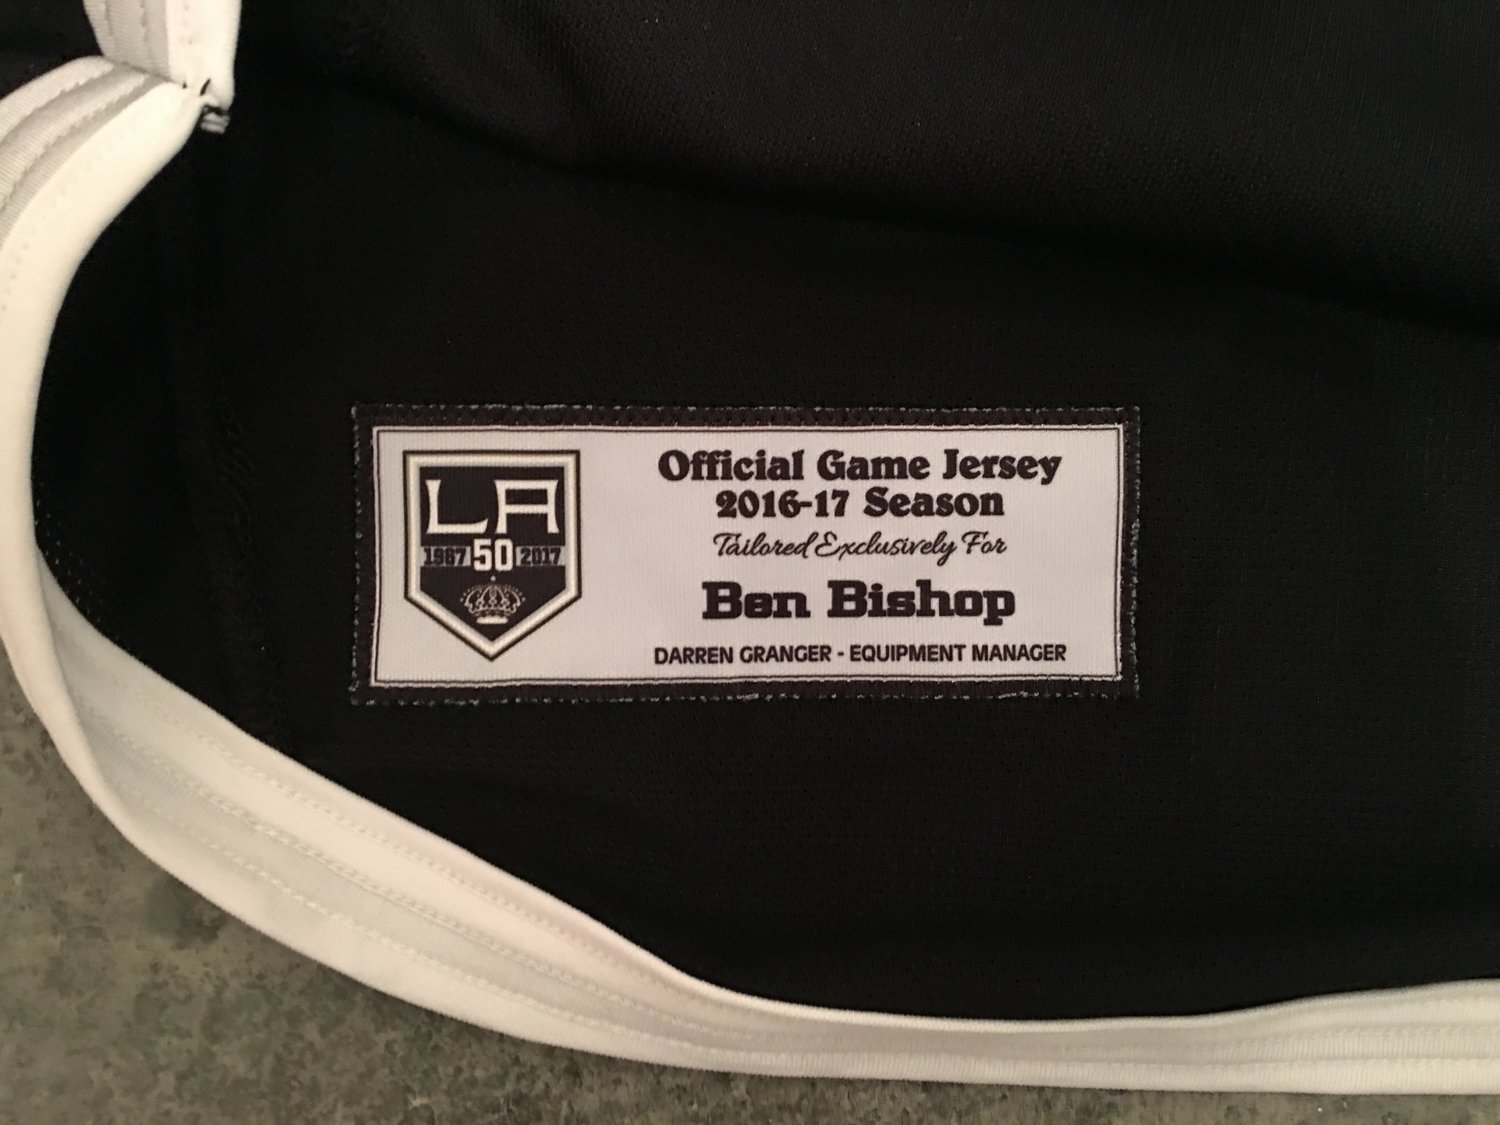 LA
1967 50 2017
Official Game Jersey
2016-17 Season
Tailored Exclusively For
Ben Bishop
DARREN GRANGER - EQUIPMENT MANAGER